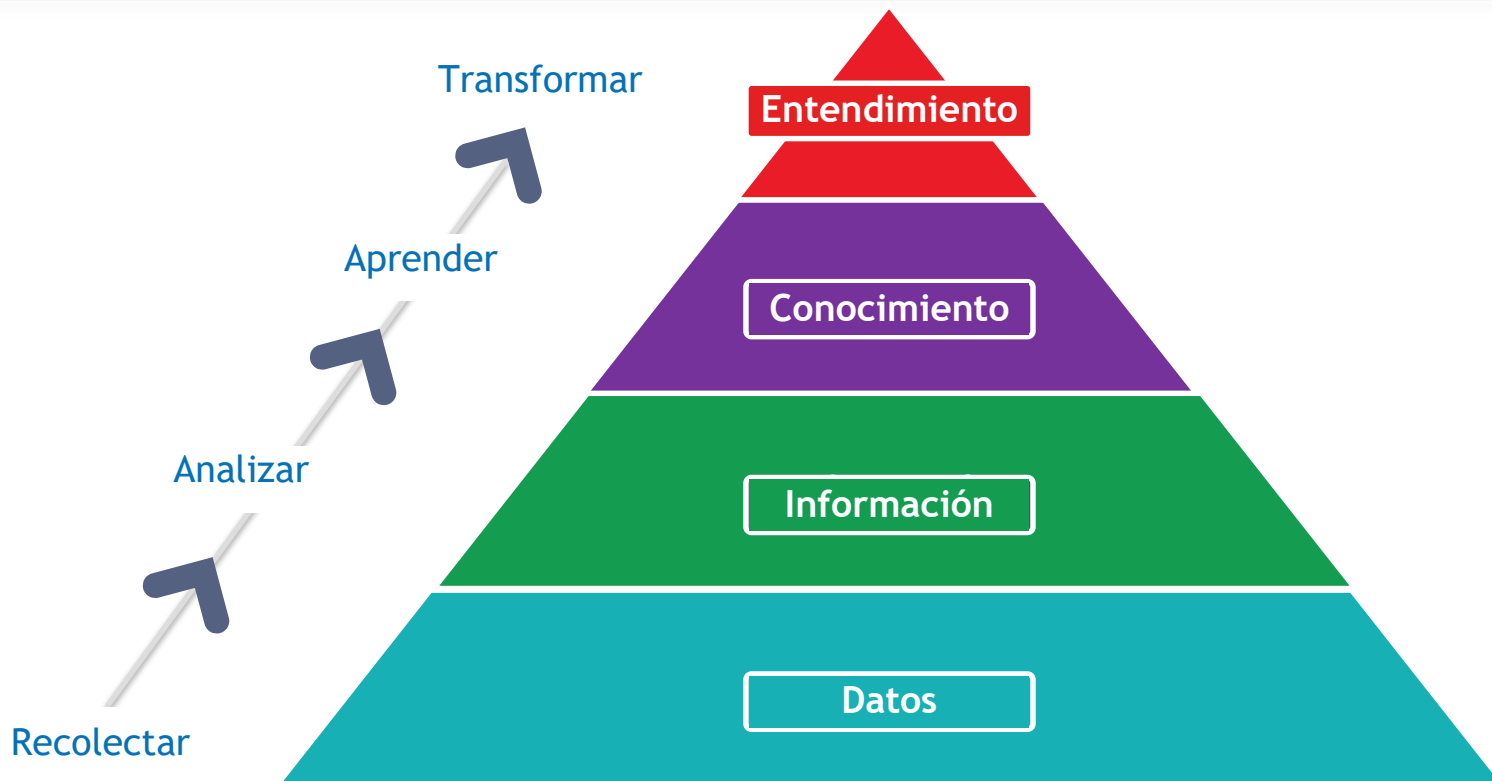 Transformar
Entendimiento
Aprender
Conocimiento
Analizar
Información
Datos
Recolectar